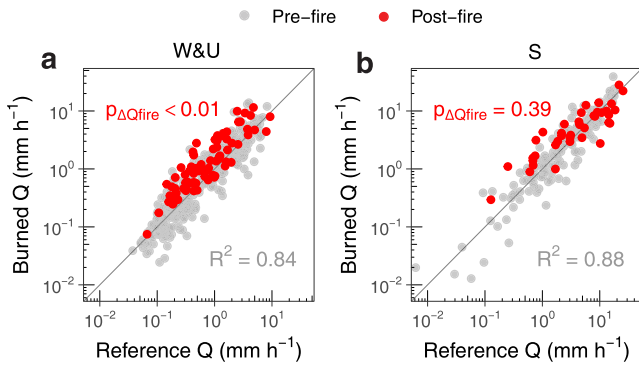 Pre−fire Post−fire
a W&U
Burned Q (mm h⁻¹)
10¹
10⁰
10⁻¹
10⁻²
p_ΔQfire < 0.01
R² = 0.84
10⁻² 10⁻¹ 10⁰ 10¹
Reference Q (mm h⁻¹)
b S
Burned Q (mm h⁻¹)
10¹
10⁰
10⁻¹
10⁻²
p_ΔQfire = 0.39
R² = 0.88
10⁻² 10⁻¹ 10⁰ 10¹
Reference Q (mm h⁻¹)